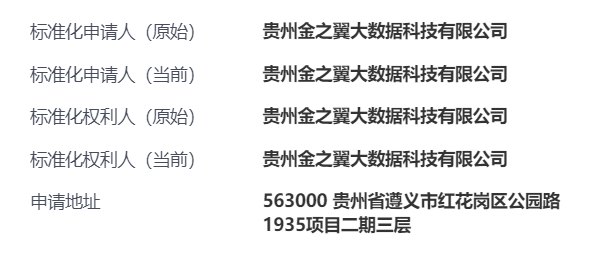 标准化申请人（原始） 贵州金之翼大数据科技有限公司
标准化申请人（当前） 贵州金之翼大数据科技有限公司
标准化权利人（原始） 贵州金之翼大数据科技有限公司
标准化权利人（当前） 贵州金之翼大数据科技有限公司
申请地址 563000 贵州省遵义市红花岗区公园路
1935项目二期三层